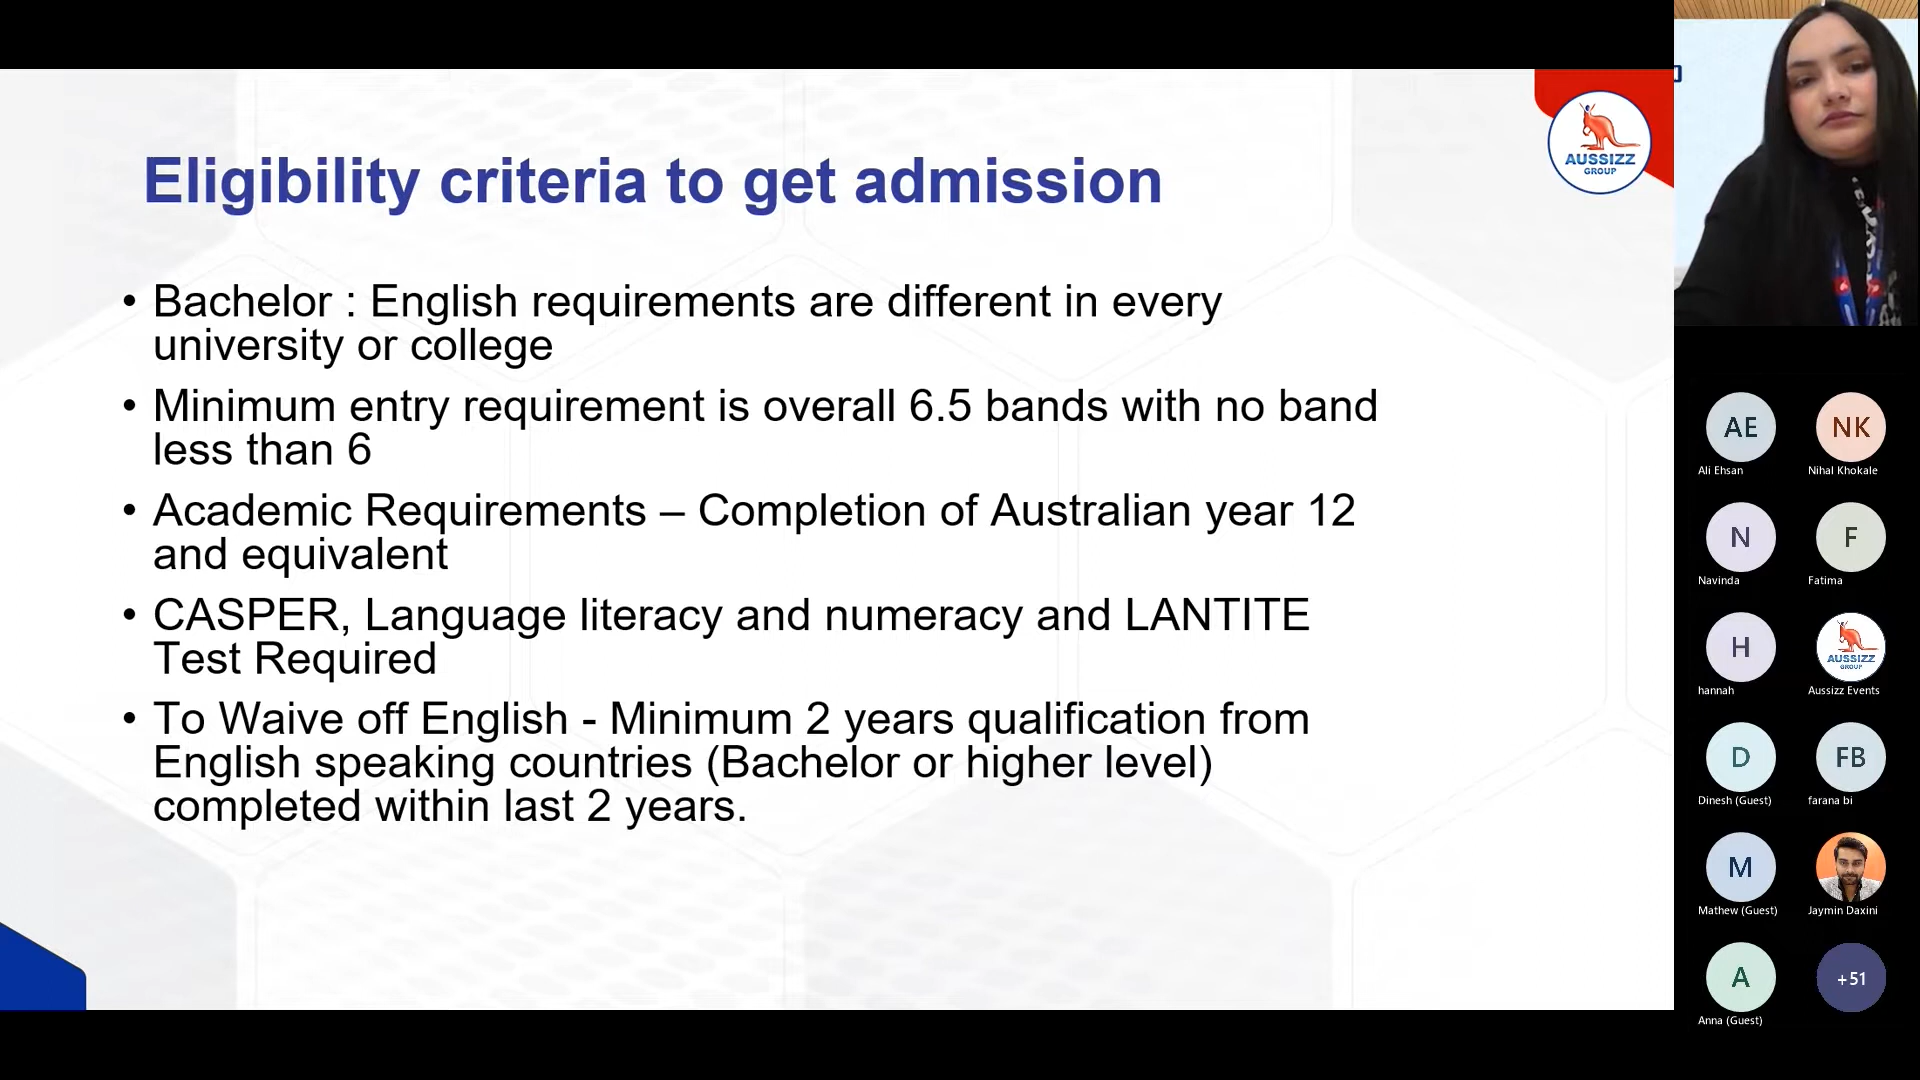 Eligibility criteria to get admission
AUSSIZZ
GROUP
• Bachelor : English requirements are different in every
university or college
• Minimum entry requirement is overall 6.5 bands with no band
less than 6
• Academic Requirements – Completion of Australian year 12
and equivalent
• CASPER, Language literacy and numeracy and LANTITE
Test Required
• To Waive off English - Minimum 2 years qualification from
English speaking countries (Bachelor or higher level)
completed within last 2 years.
AE
NK
Ali Ehsan
Nihal Khokale
N
F
Navinda
Fatima
H
AUSSIZZ
GROUP
hannah
Aussizz Events
D
FB
Dinesh (Guest)
farana bi
M
Mathew (Guest)
Jaymin Daxini
A
+51
Anna (Guest)